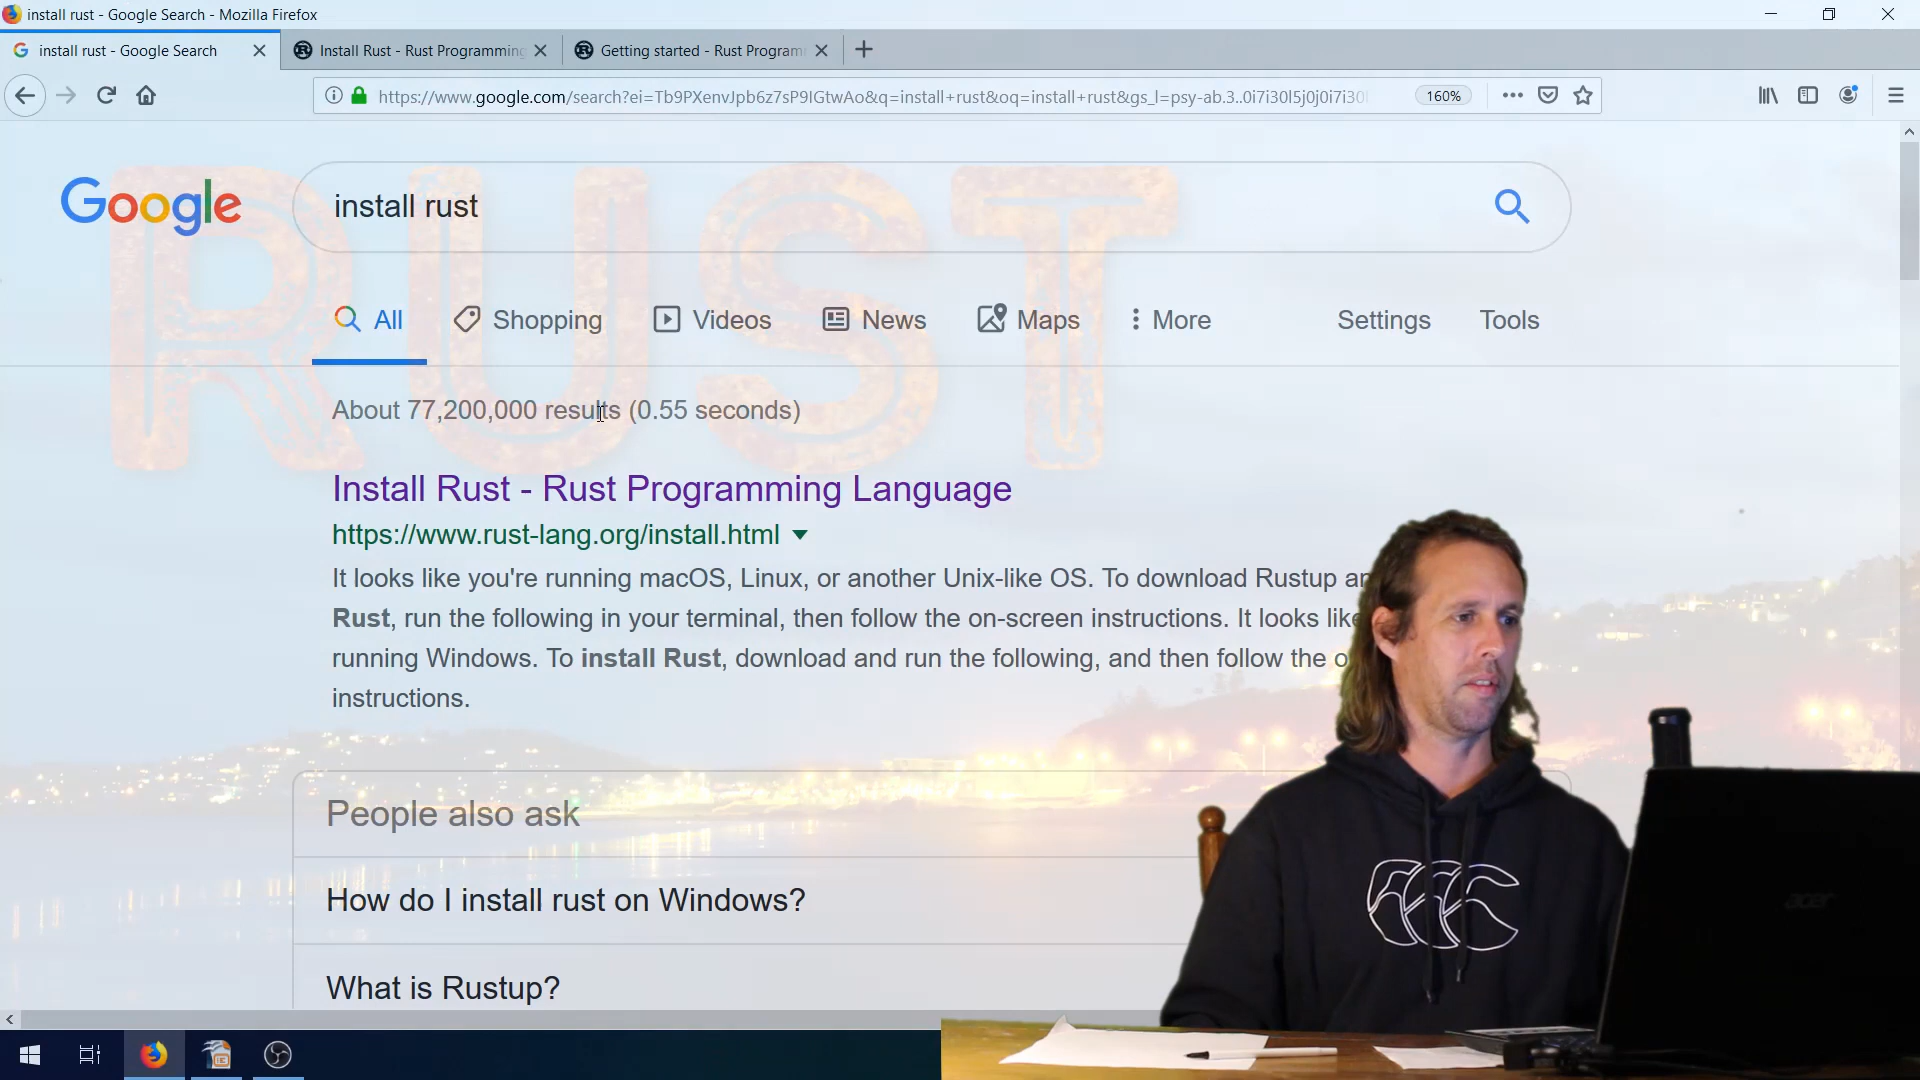 install rust - Google Search - Mozilla Firefox
install rust - Google Search
Install Rust - Rust Programming
Getting started - Rust Program
https://www.google.com/search?ei=Tb9PXenvJpb6z7sP9IGtwAo&q=install+rust&oq=install+rust&gs_l=psy-ab.3..0i7i30l5j0j0i7i30l
160%
RUST
Google
install rust
All
Shopping
Videos
News
Maps
More
Settings
Tools
About 77,200,000 results (0.55 seconds)
Install Rust - Rust Programming Language
https://www.rust-lang.org/install.html
It looks like you're running macOS, Linux, or another Unix-like OS. To download Rustup an
Rust, run the following in your terminal, then follow the on-screen instructions. It looks like
running Windows. To install Rust, download and run the following, and then follow the o
instructions.
People also ask
How do I install rust on Windows?
What is Rustup?
CCC
acer